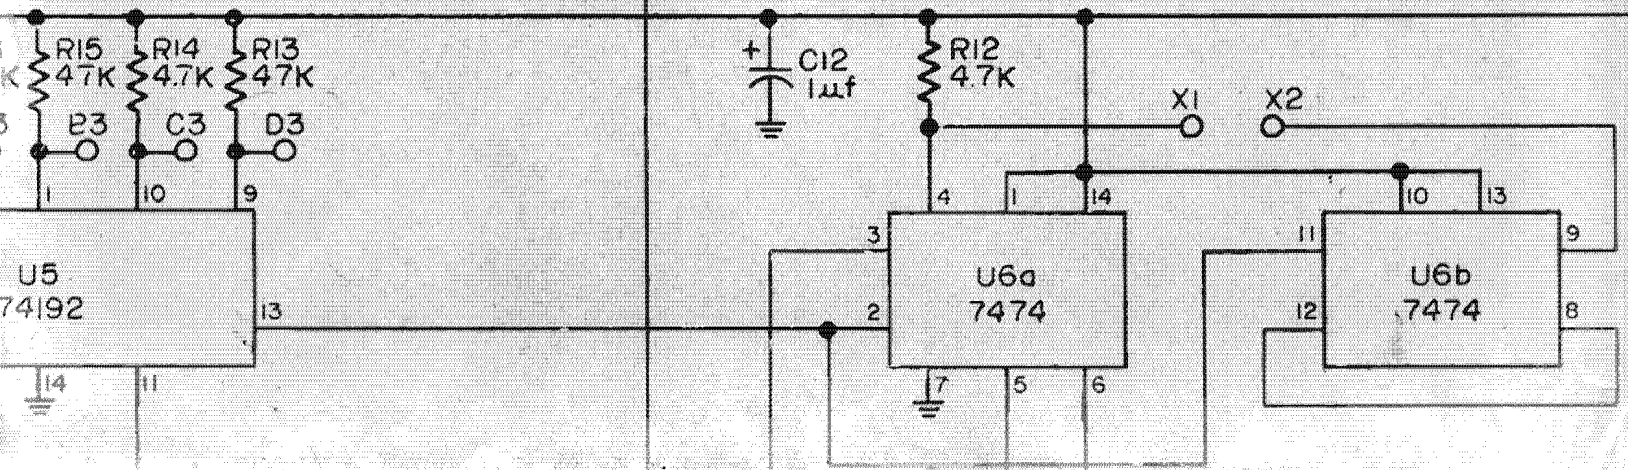 R15 R14 R13 C12 R12
47K 4.7K 47K + 1µf 4.7K
X1 X2
B3 C3 D3
1 10 9 4 1 14 10 13
3 11 9
U5 U6a U6b
74192 7474 7474
13 2 12 8
14 11 7 5 6